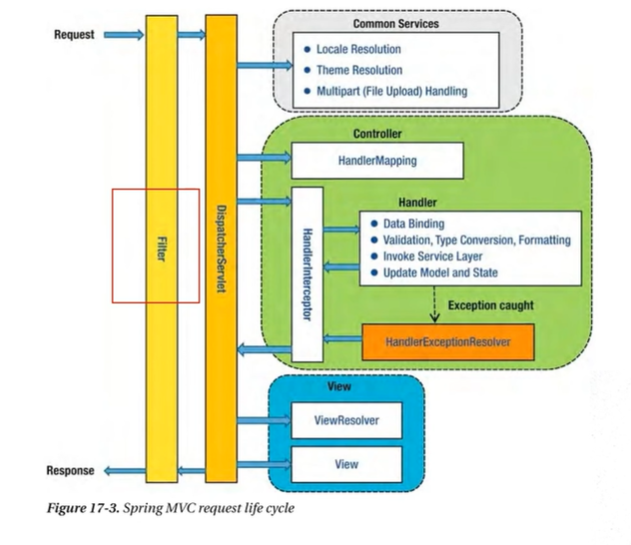 Request
Common Services
Locale Resolution
Theme Resolution
Multipart (File Upload) Handling
Controller
HandlerMapping
Filter
DispatcherServlet
HandlerInterceptor
Handler
Data Binding
Validation, Type Conversion, Formatting
Invoke Service Layer
Update Model and State
Exception caught
HandlerExceptionResolver
View
ViewResolver
View
Response
Figure 17-3. Spring MVC request life cycle